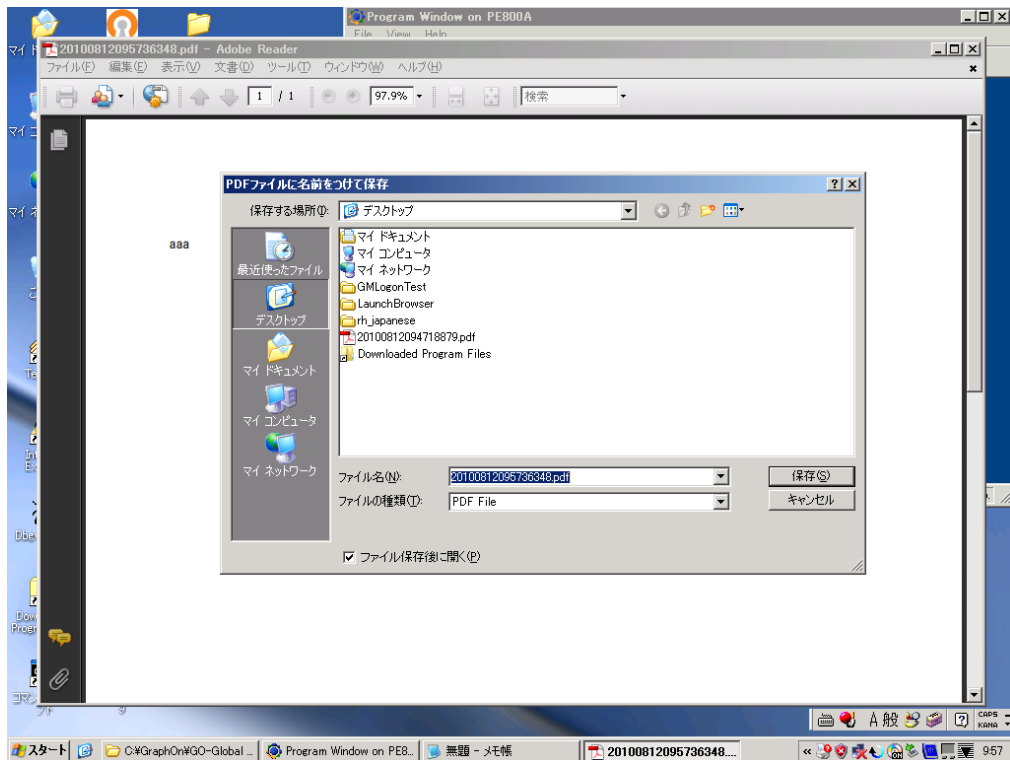 Program Window on PE800A
File View Help
20100812095736348.pdf - Adobe Reader
ファイル(F) 編集(E) 表示(V) 文書(D) ツール(T) ウィンドウ(W) ヘルプ(H)
1 / 1 97.9% 検索
aaa
PDFファイルに名前をつけて保存
保存する場所(I): デスクトップ
最近使ったファイル
デスクトップ
マイ ドキュメント
マイ コンピュータ
マイ ネットワーク
マイ ドキュメント
マイ コンピュータ
マイ ネットワーク
GMLogonTest
LaunchBrowser
rh_japanese
20100812094718879.pdf
Downloaded Program Files
ファイル名(N): 20100812095736348.pdf
ファイルの種類(T): PDF File
保存(S)
キャンセル
ファイル保存後に開く(P)
A 般
CAPS
KANA
スタート
C:¥GraphOn¥GO-Global ...
Program Window on PE8...
無題 - メモ帳
20100812095736348....
9:57